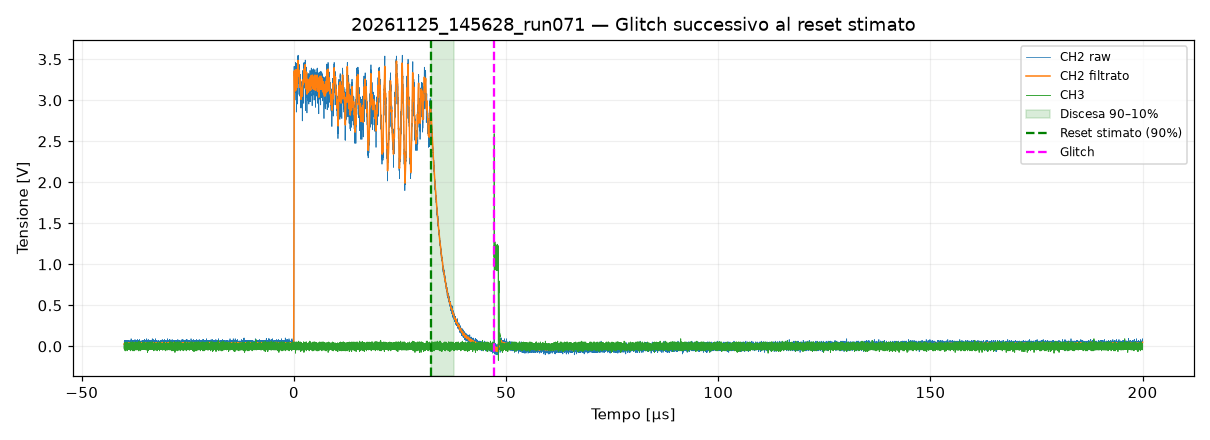 20261125_145628_run071 — Glitch successivo al reset stimato
Tensione [V]
3.5
3.0
2.5
2.0
1.5
1.0
0.5
0.0
CH2 raw
CH2 filtrato
CH3
Discesa 90–10%
Reset stimato (90%)
Glitch
−50
0
50
100
150
200
Tempo [µs]